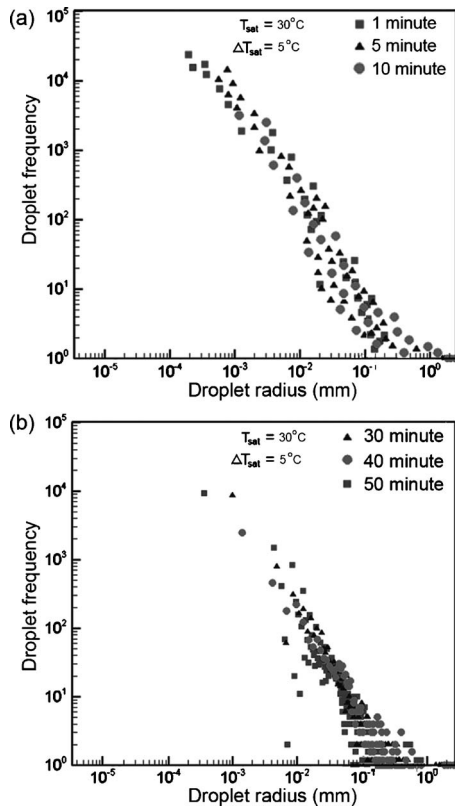 (a)
T_sat = 30°C
ΔT_sat = 5°C
1 minute
5 minute
10 minute
10^5
10^4
10^3
10^2
10^1
10^0
Droplet frequency
10^-5
10^-4
10^-3
10^-2
10^-1
10^0
Droplet radius (mm)
(b)
T_sat = 30°C
ΔT_sat = 5°C
30 minute
40 minute
50 minute
10^5
10^4
10^3
10^2
10^1
10^0
Droplet frequency
10^-5
10^-4
10^-3
10^-2
10^-1
10^0
Droplet radius (mm)